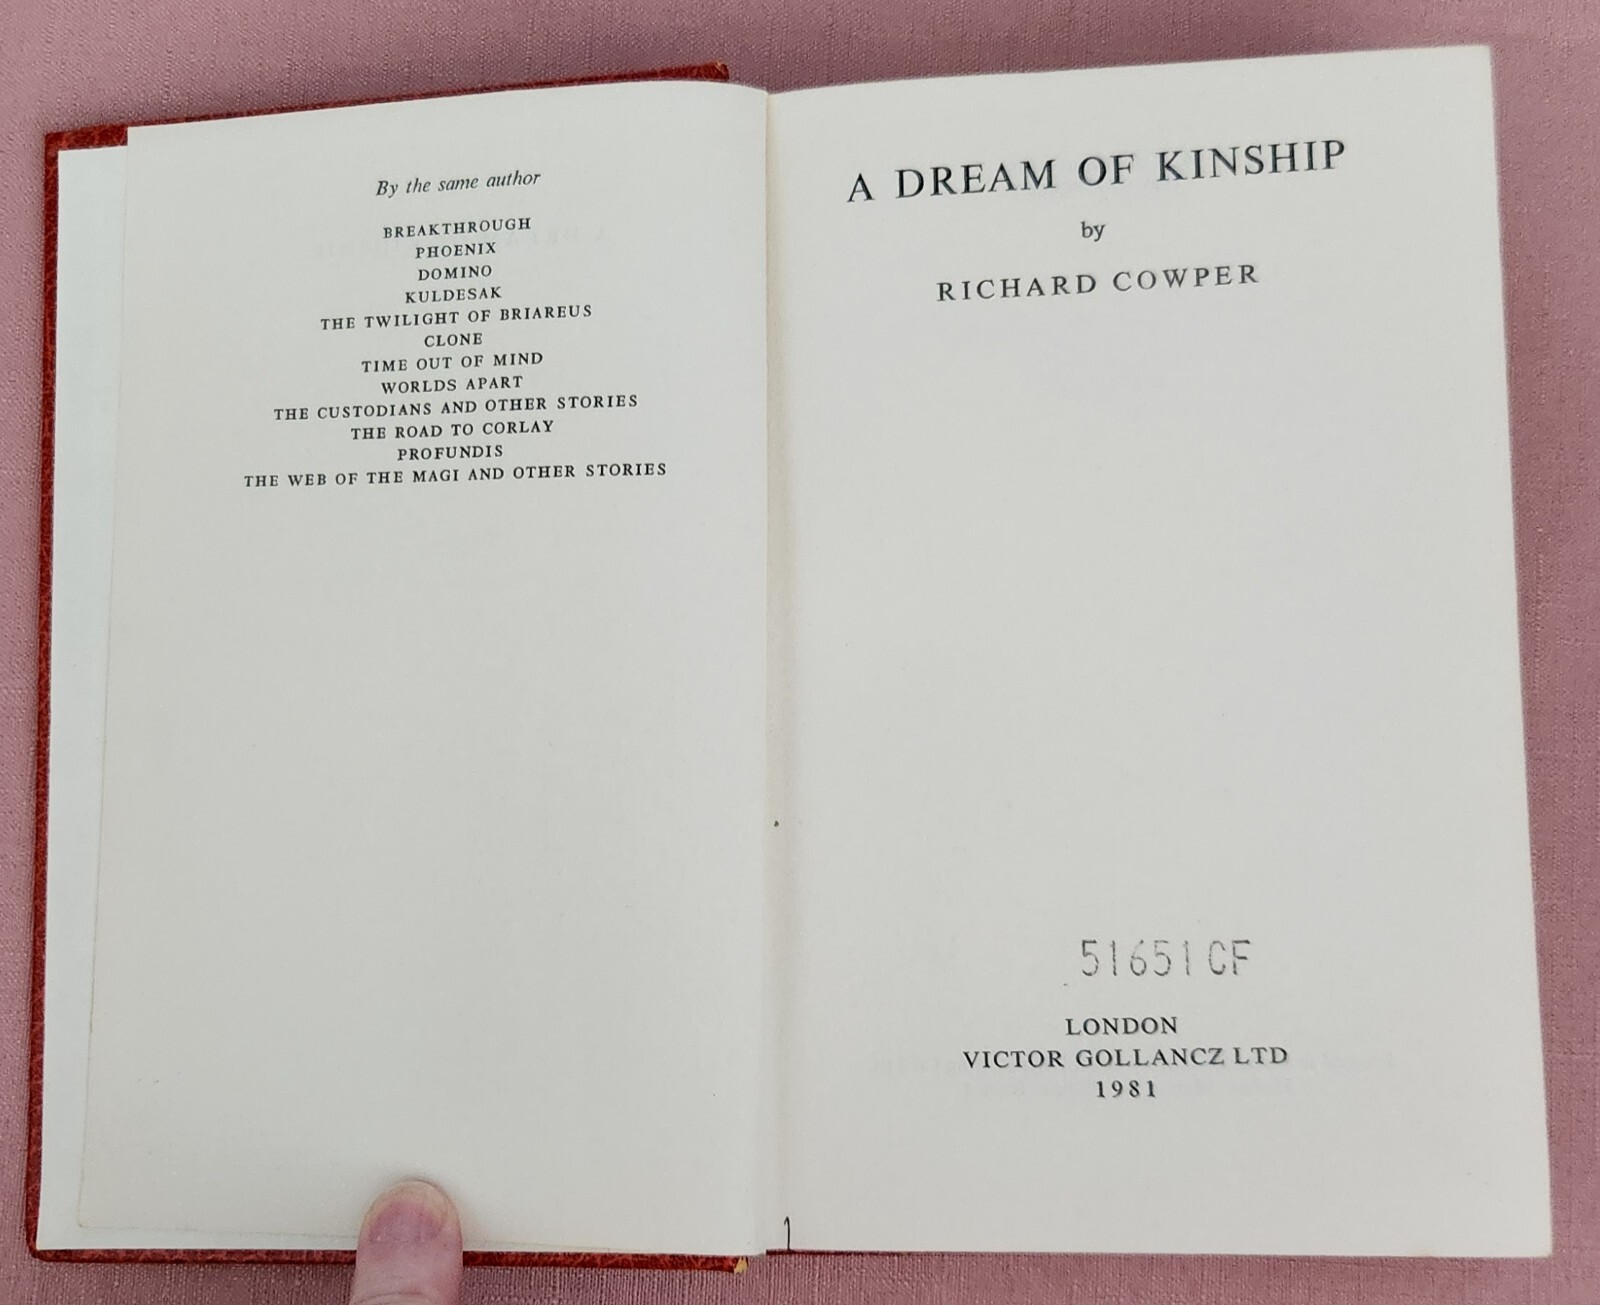 By the same author
BREAKTHROUGH
PHOENIX
DOMINO
KULDESAK
THE TWILIGHT OF BRIAREUS
CLONE
TIME OUT OF MIND
WORLDS APART
THE CUSTODIANS AND OTHER STORIES
THE ROAD TO CORLAY
PROFUNDIS
THE WEB OF THE MAGI AND OTHER STORIES
A DREAM OF KINSHIP
by
RICHARD COWPER
51651 CF
LONDON
VICTOR GOLLANCZ LTD
1981